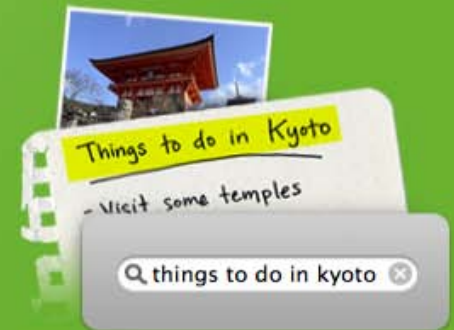 Things to do in Kyoto
- Visit some temples
things to do in kyoto